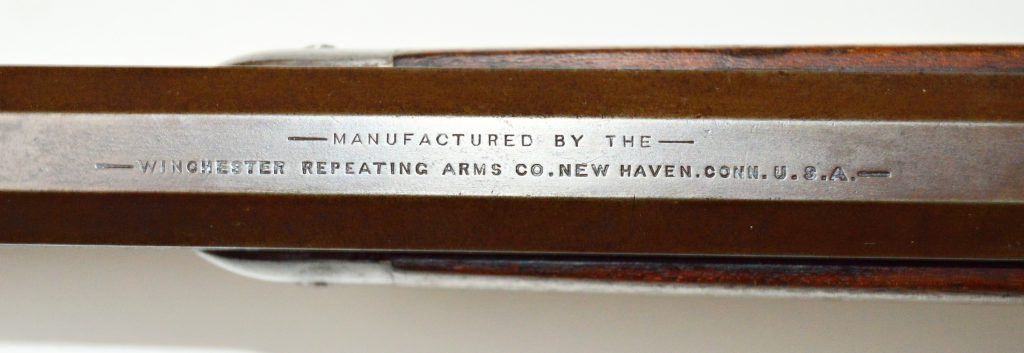 — MANUFACTURED BY THE —
— WINCHESTER REPEATING ARMS CO. NEW HAVEN. CONN. U.S.A. —